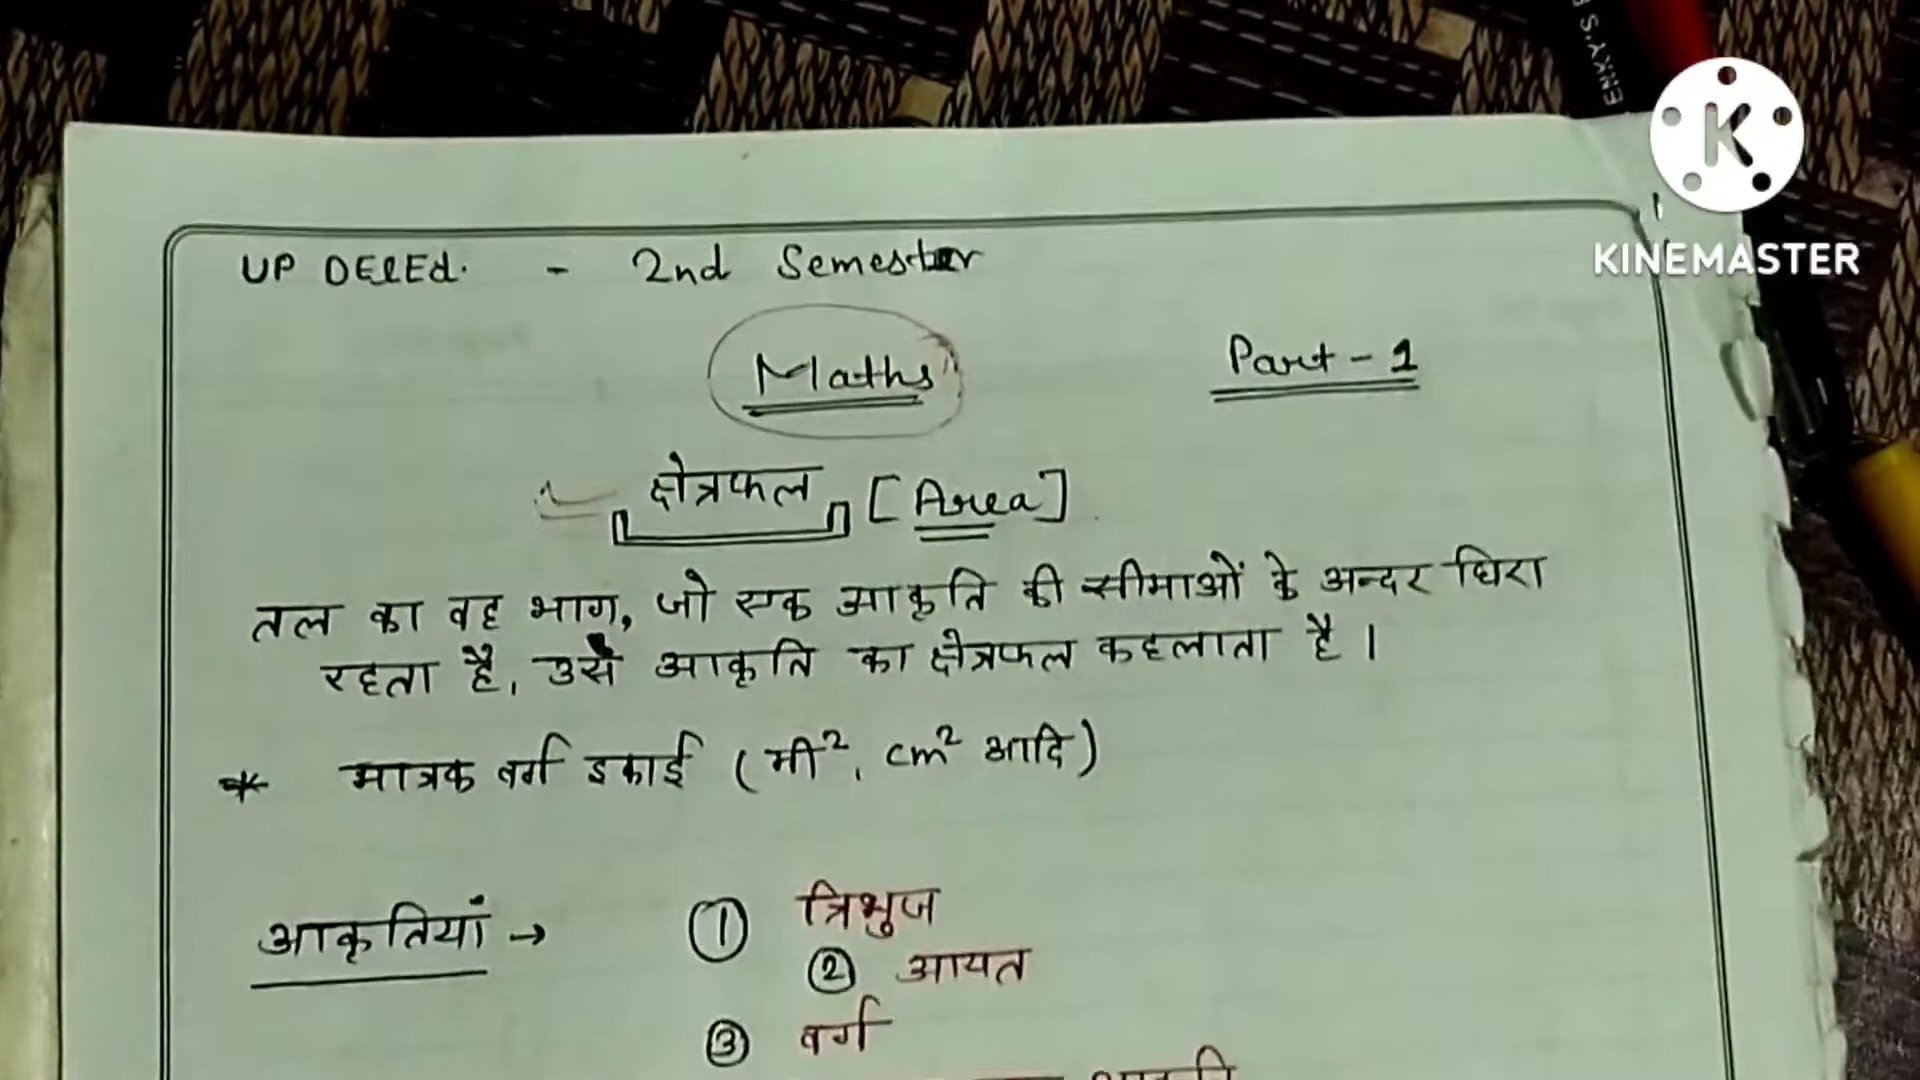 ENKY'S
K
KINEMASTER
UP DElEd. - 2nd Semester
Maths
Part - 1
क्षेत्रफल [Area]
तल का वह भाग, जो एक आकृति की सीमाओं के अन्दर घिरा
रहता है, उसे आकृति का क्षेत्रफल कहलाता है ।
* मात्रक वर्ग इकाई (मी², cm² आदि)
आकृतियां → ① त्रिभुज
② आयत
③ वर्ग